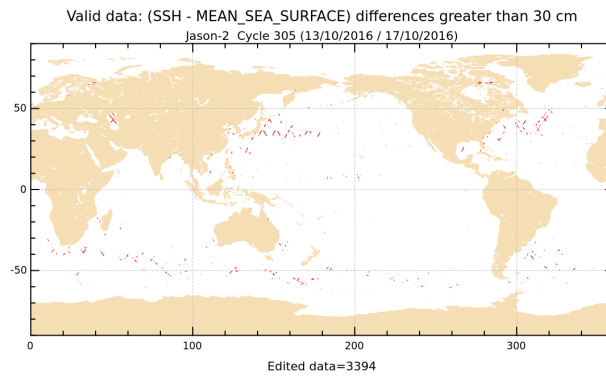 Valid data: (SSH - MEAN_SEA_SURFACE) differences greater than 30 cm
Jason-2 Cycle 305 (13/10/2016 / 17/10/2016)
50
0
-50
0 100 200 300
Edited data=3394